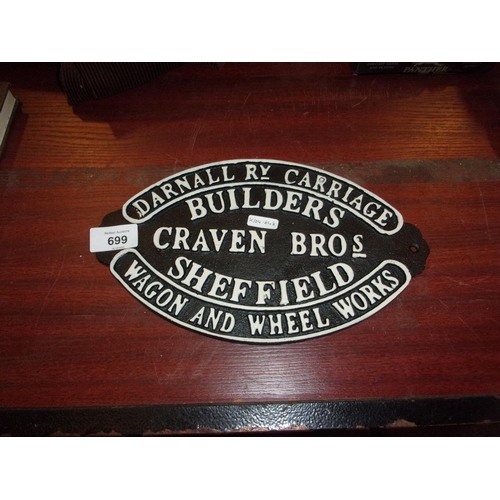 DARNALL RY CARRIAGE
BUILDERS
CRAVEN BROS
SHEFFIELD
WAGON AND WHEEL WORKS
699